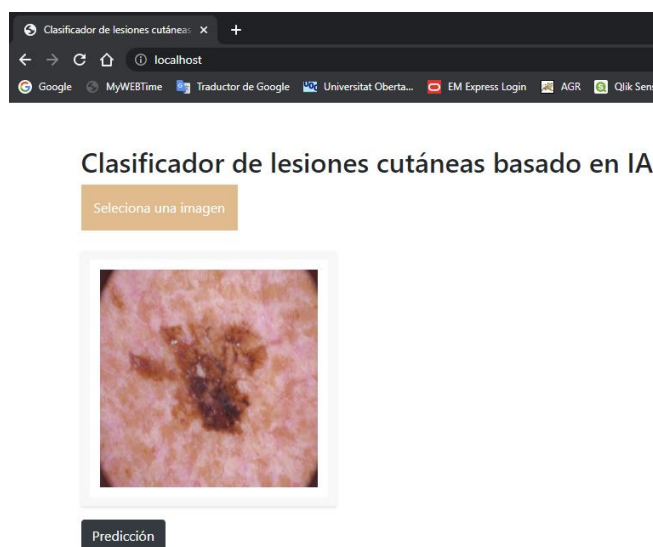 Clasificador de lesiones cutáneas
localhost
Google MyWEBTime Traductor de Google Universitat Oberta... EM Express Login AGR Qlik Sens
Clasificador de lesiones cutáneas basado en IA
Selecciona una imagen
Predicción